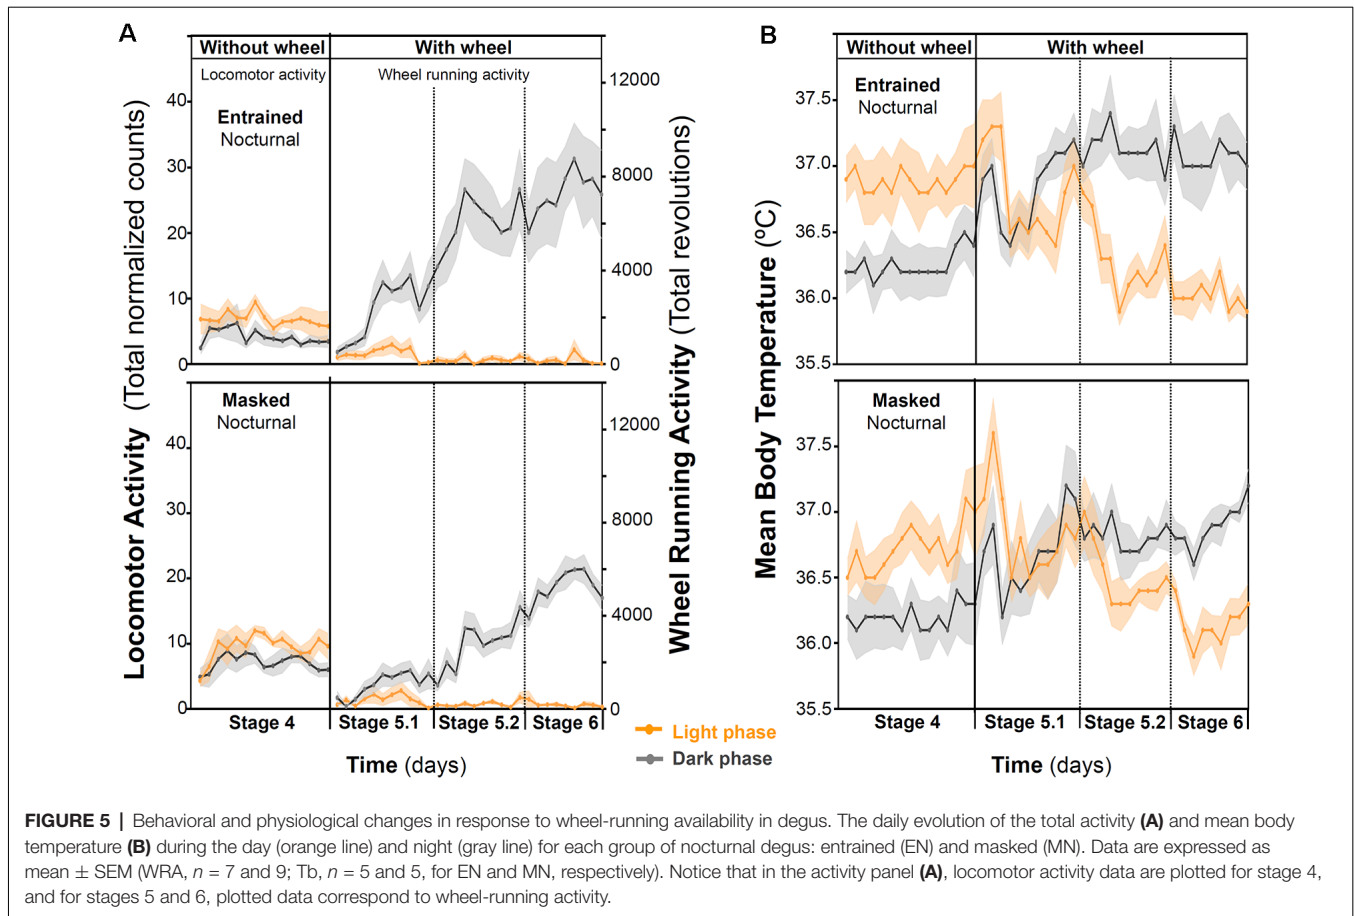 A
Locomotor Activity (Total normalized counts)
Without wheel
With wheel
Locomotor activity
Wheel running activity
Entrained
Nocturnal
40
30
20
10
0
12000
8000
4000
0
Masked
Nocturnal
40
30
20
10
0
12000
8000
4000
0
Stage 4
Stage 5.1
Stage 5.2
Stage 6
Time (days)
Wheel Running Activity (Total revolutions)
Light phase
Dark phase
B
Mean Body Temperature (ºC)
Without wheel
With wheel
Entrained
Nocturnal
37.5
37.0
36.5
36.0
35.5
Masked
Nocturnal
37.5
37.0
36.5
36.0
35.5
Stage 4
Stage 5.1
Stage 5.2
Stage 6
Time (days)
FIGURE 5 | Behavioral and physiological changes in response to wheel-running availability in degus. The daily evolution of the total activity (A) and mean body
temperature (B) during the day (orange line) and night (gray line) for each group of nocturnal degus: entrained (EN) and masked (MN). Data are expressed as
mean ± SEM (WRA, n = 7 and 9; Tb, n = 5 and 5, for EN and MN, respectively). Notice that in the activity panel (A), locomotor activity data are plotted for stage 4,
and for stages 5 and 6, plotted data correspond to wheel-running activity.